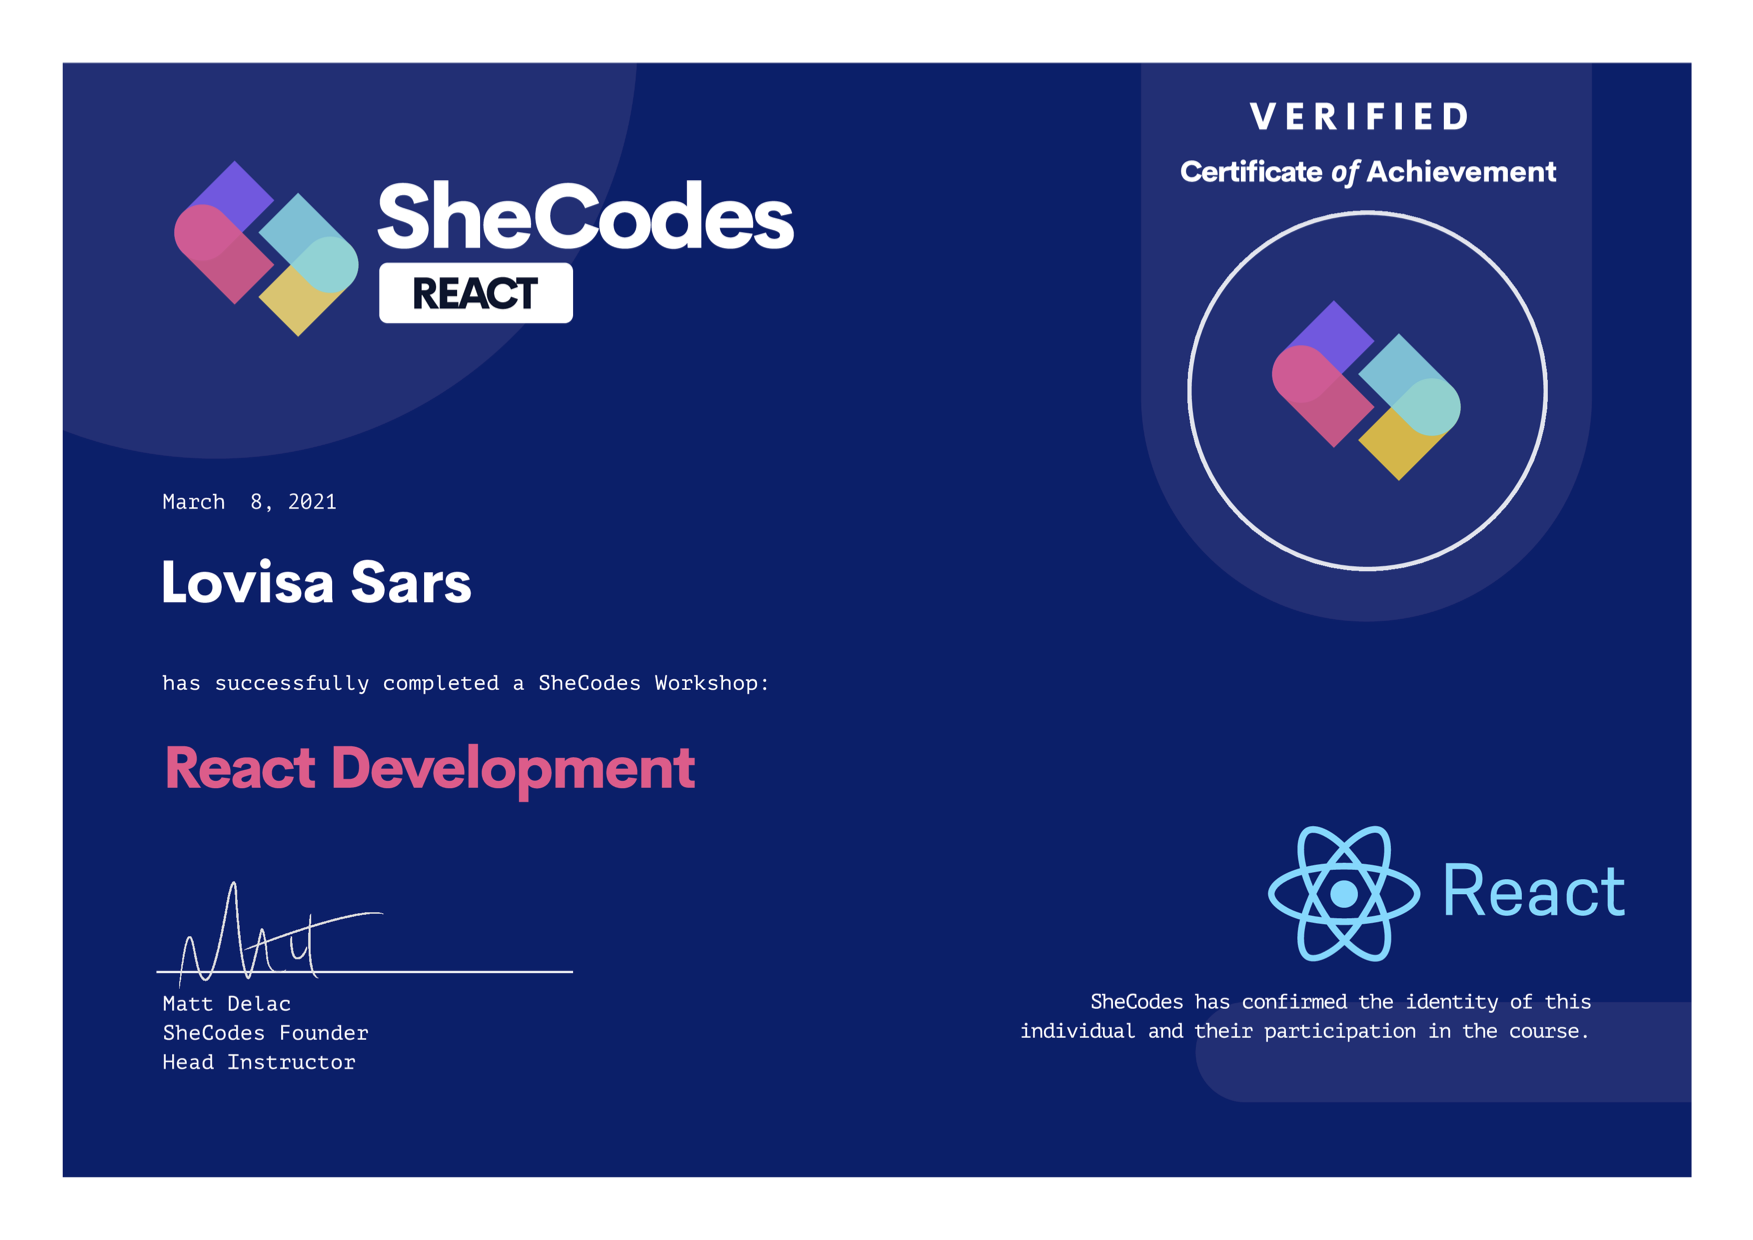 SheCodes
REACT
VERIFIED
Certificate of Achievement
March  8, 2021
Lovisa Sars
has successfully completed a SheCodes Workshop:
React Development
Matt
Matt Delac
SheCodes Founder
Head Instructor
React
SheCodes has confirmed the identity of this
individual and their participation in the course.